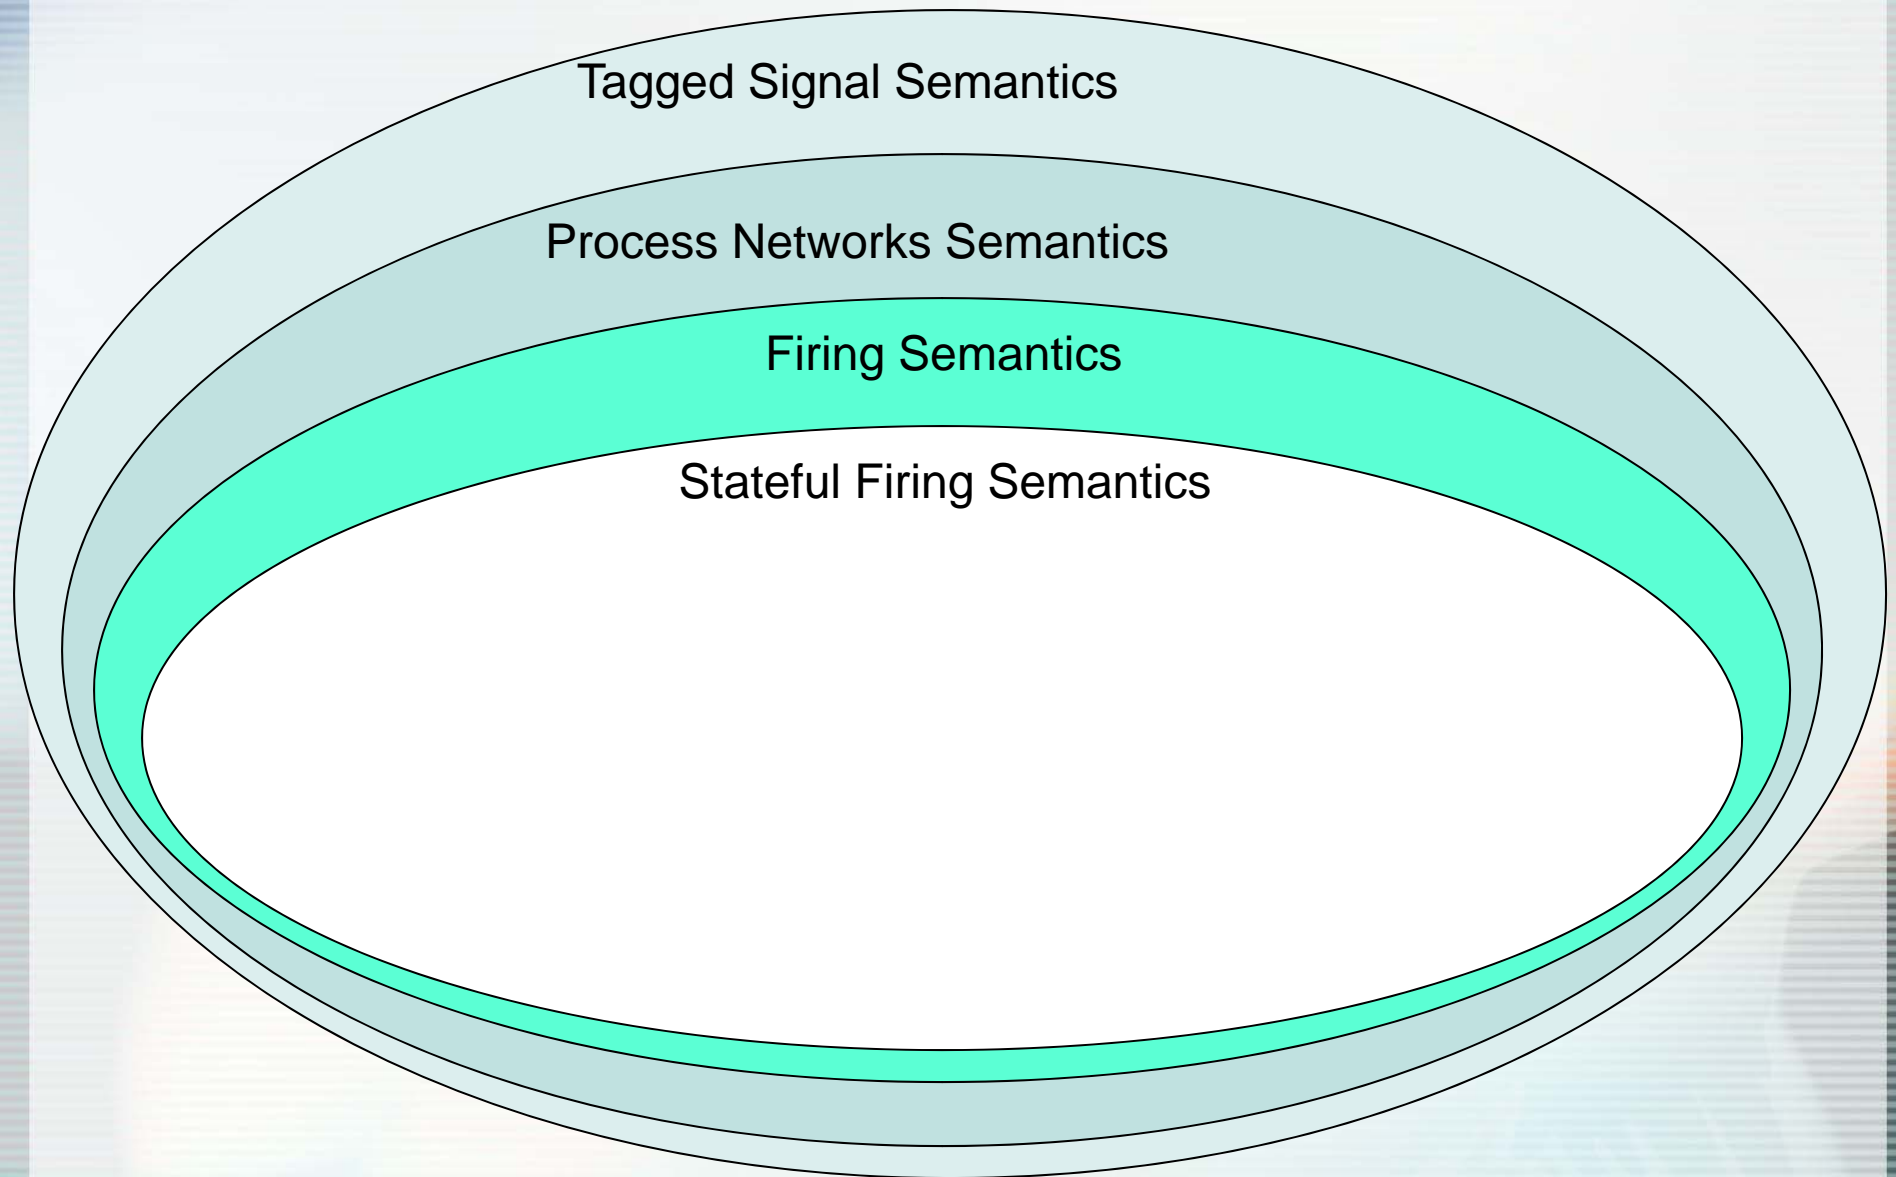 Tagged Signal Semantics
Process Networks Semantics
Firing Semantics
Stateful Firing Semantics